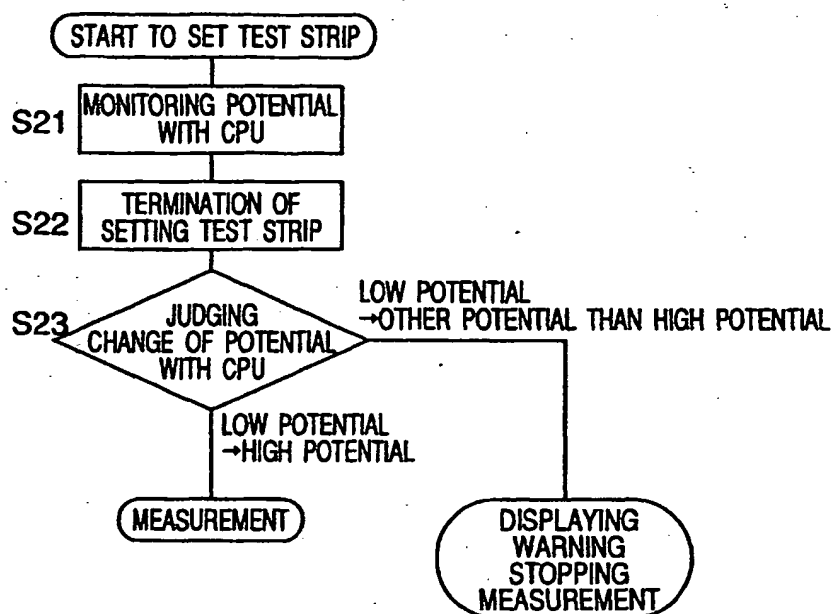 START TO SET TEST STRIP
S21
MONITORING POTENTIAL
WITH CPU
S22
TERMINATION OF
SETTING TEST STRIP
S23
JUDGING
CHANGE OF POTENTIAL
WITH CPU
LOW POTENTIAL
→OTHER POTENTIAL THAN HIGH POTENTIAL
LOW POTENTIAL
→HIGH POTENTIAL
MEASUREMENT
DISPLAYING
WARNING
STOPPING
MEASUREMENT